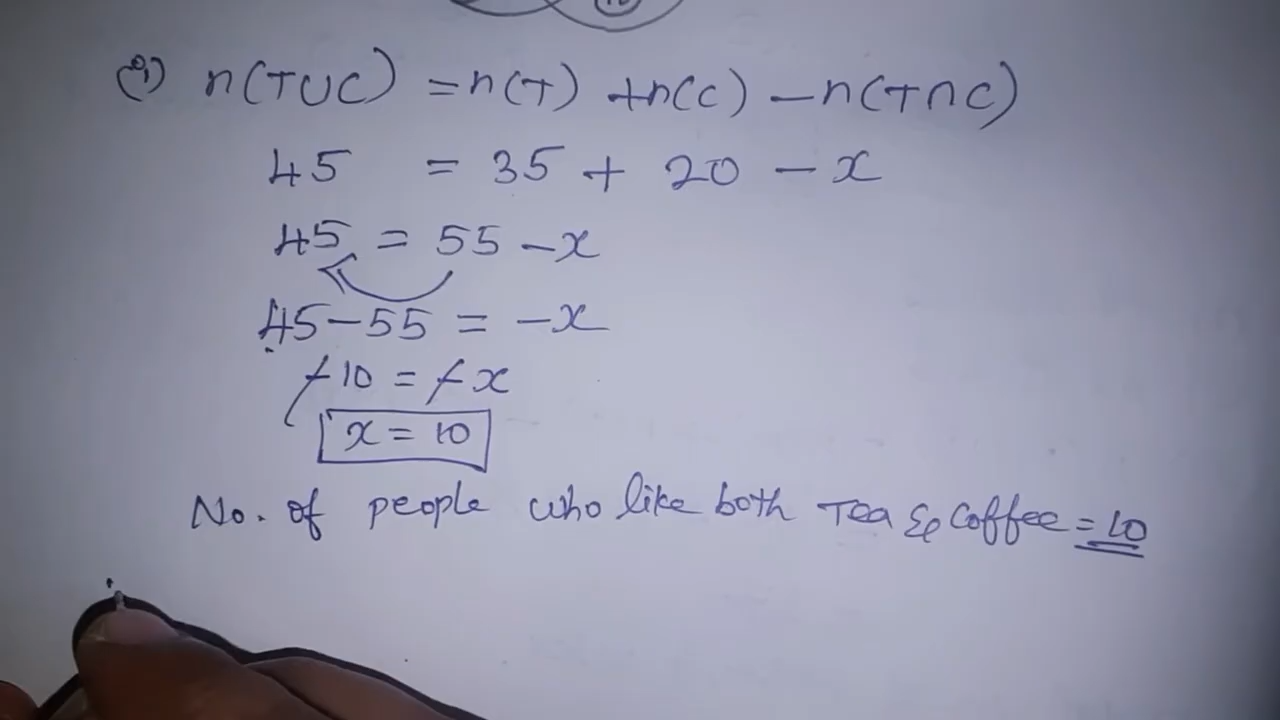 (i) n(T∪C) = n(T) + n(C) − n(T∩C)
45 = 35 + 20 − x
45 = 55 − x
45 − 55 = −x
−10 = −x
x = 10
No. of people who like both Tea & Coffee = 10